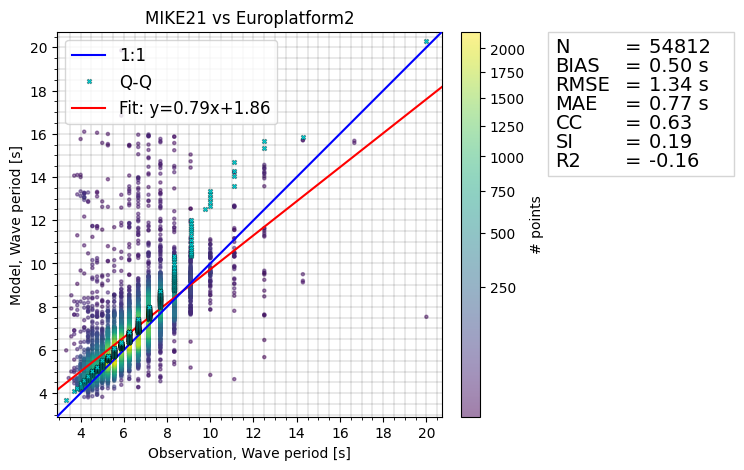 MIKE21 vs Europlatform2
20
18
16
14
12
10
8
6
4
Model, Wave period [s]
1:1
Q-Q
Fit: y=0.79x+1.86
4 6 8 10 12 14 16 18 20
Observation, Wave period [s]
2000
1750
1500
1250
1000
750
500
250
# points
N = 54812
BIAS = 0.50 s
RMSE = 1.34 s
MAE = 0.77 s
CC = 0.63
SI = 0.19
R2 = -0.16